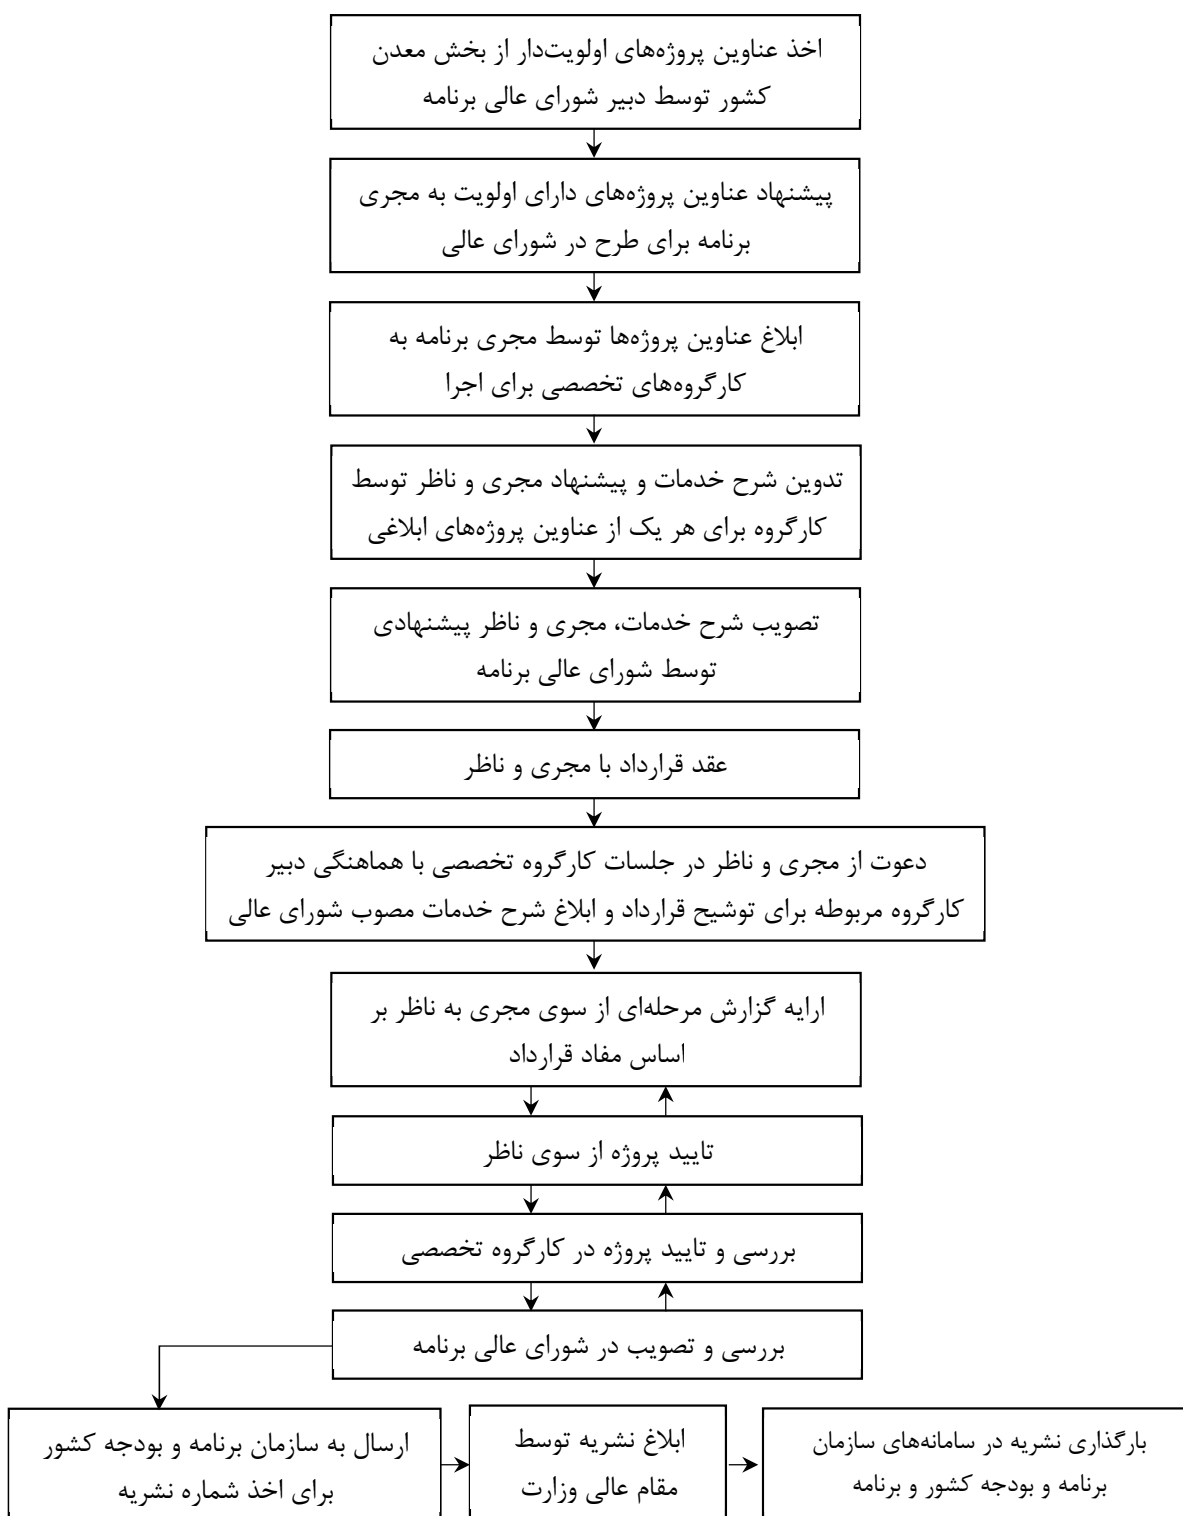 اخذ عناوین پروژه‌های اولویت‌دار از بخش معدن
کشور توسط دبیر شورای عالی برنامه
پیشنهاد عناوین پروژه‌های دارای اولویت به مجری
برنامه برای طرح در شورای عالی
ابلاغ عناوین پروژه‌ها توسط مجری برنامه به
کارگروه‌های تخصصی برای اجرا
تدوین شرح خدمات و پیشنهاد مجری و ناظر توسط
کارگروه برای هر یک از عناوین پروژه‌های ابلاغی
تصویب شرح خدمات، مجری و ناظر پیشنهادی
توسط شورای عالی برنامه
عقد قرارداد با مجری و ناظر
دعوت از مجری و ناظر در جلسات کارگروه تخصصی با هماهنگی دبیر
کارگروه مربوطه برای توشیح قرارداد و ابلاغ شرح خدمات مصوب شورای عالی
ارایه گزارش مرحله‌ای از سوی مجری به ناظر بر
اساس مفاد قرارداد
تایید پروژه از سوی ناظر
بررسی و تایید پروژه در کارگروه تخصصی
بررسی و تصویب در شورای عالی برنامه
ارسال به سازمان برنامه و بودجه کشور
برای اخذ شماره نشریه
ابلاغ نشریه توسط
مقام عالی وزارت
بارگذاری نشریه در سامانه‌های سازمان
برنامه و بودجه کشور و برنامه